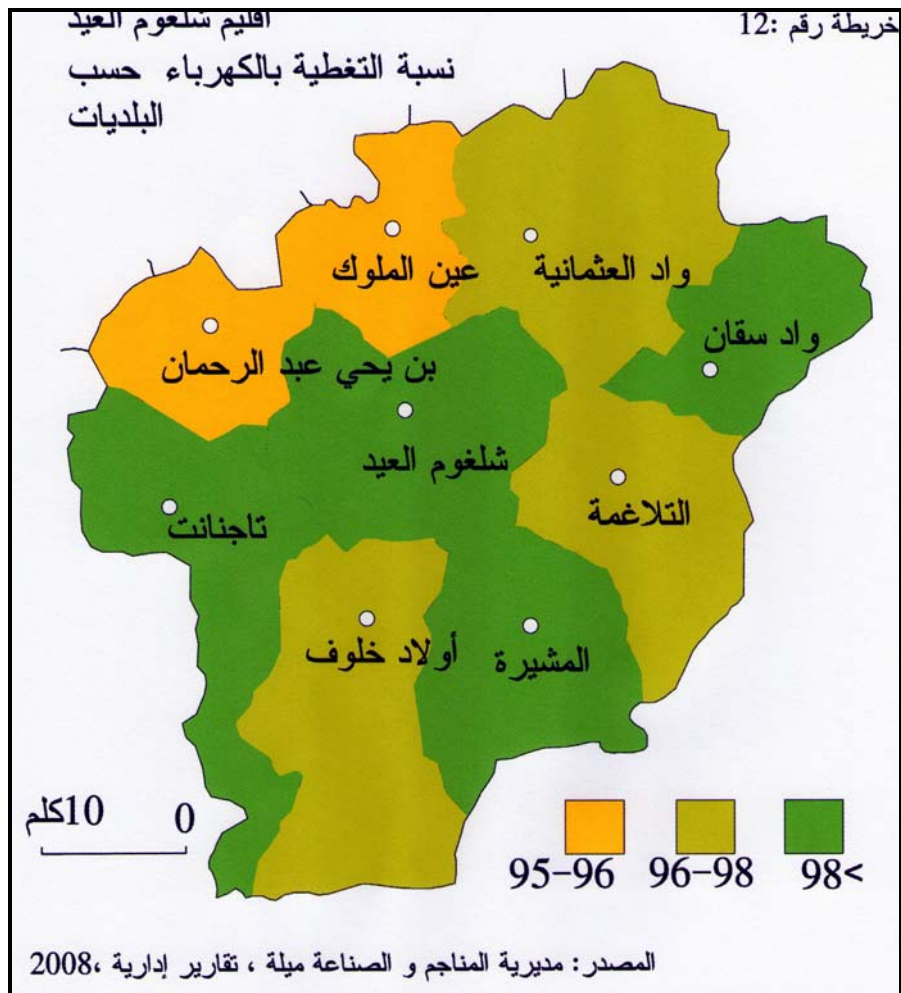 خريطة رقم :12
اقليم شلغوم العيد
نسبة التغطية بالكهرباء حسب
البلديات
عين الملوك
واد العثمانية
واد سقان
بن يحي عبد الرحمان
شلغوم العيد
التلاغمة
تاجنانت
أولاد خلوف
المشيرة
10كلم
0
95-96
96-98
98<
المصدر: مديرية المناجم و الصناعة ميلة ، تقارير إدارية ،2008